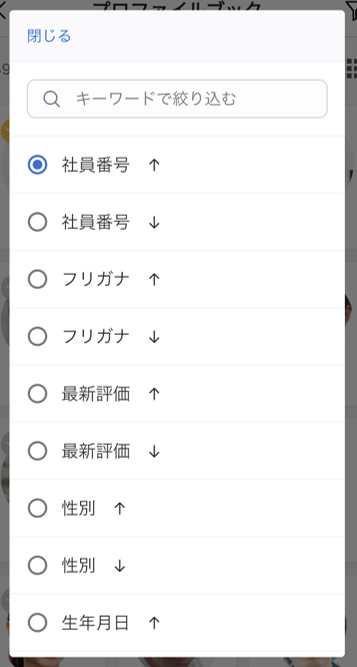 プロファイルブック
閉じる
キーワードで絞り込む
社員番号 ↑
社員番号 ↓
フリガナ ↑
フリガナ ↓
最新評価 ↑
最新評価 ↓
性別 ↑
性別 ↓
生年月日 ↑